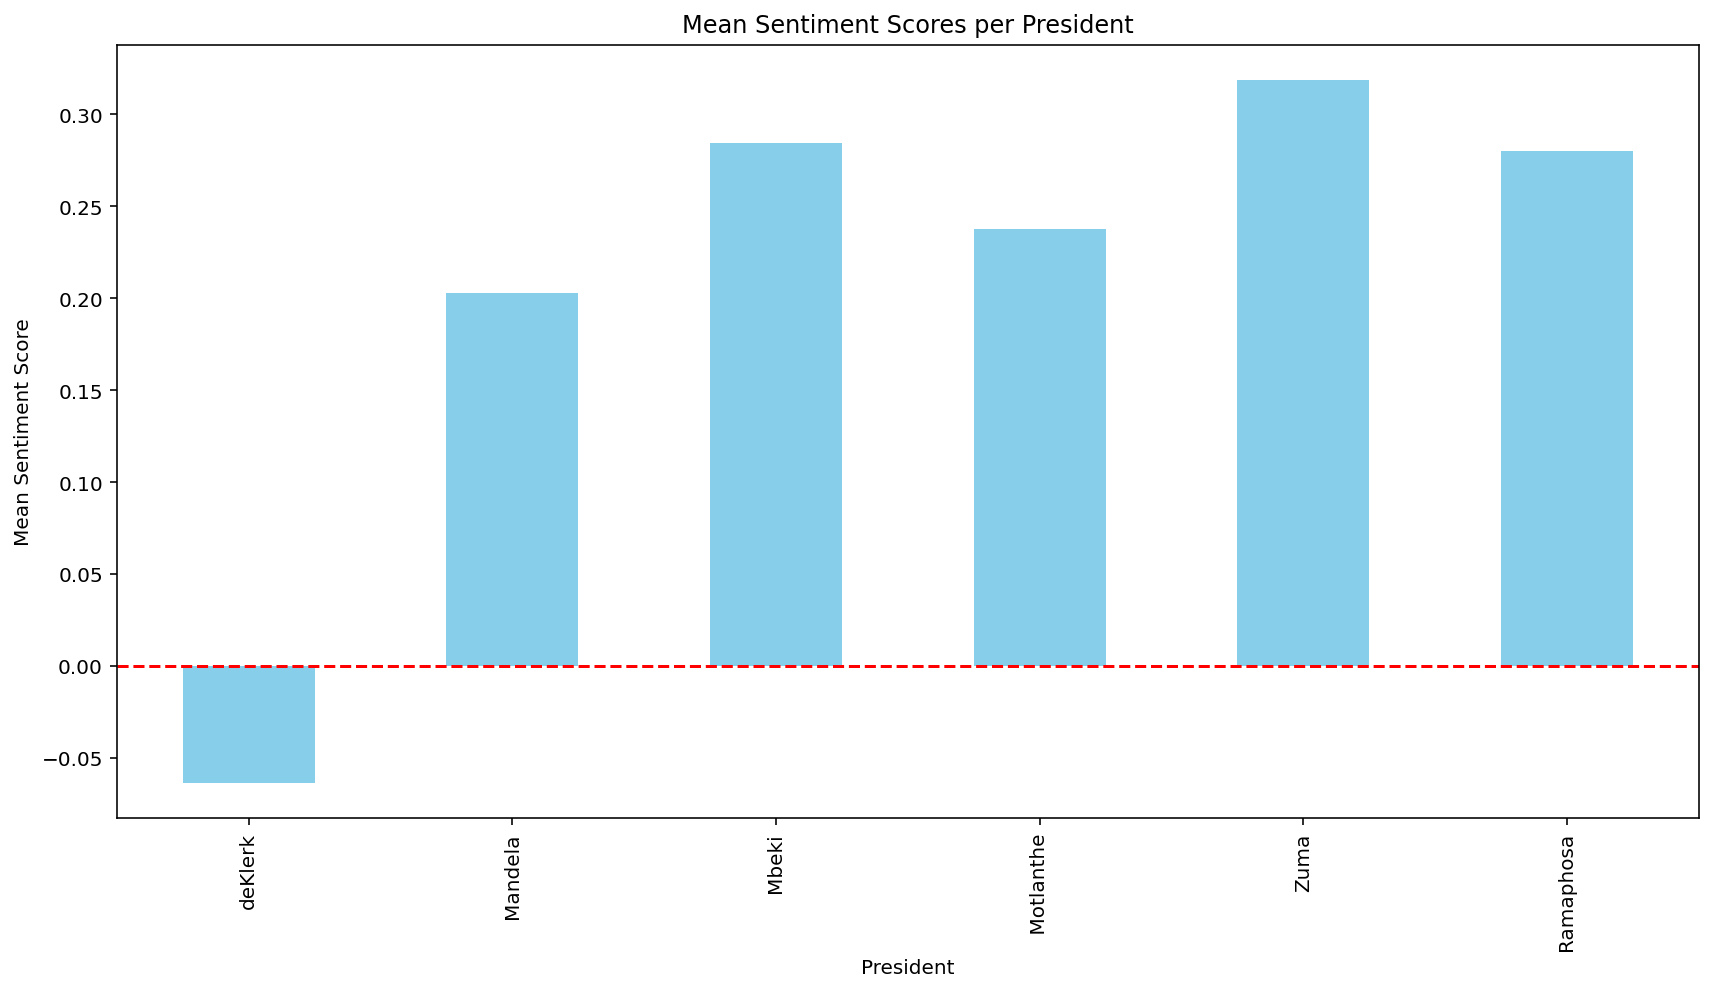 Mean Sentiment Scores per President
Mean Sentiment Score
0.30
0.25
0.20
0.15
0.10
0.05
0.00
−0.05
deKlerk
Mandela
Mbeki
Motlanthe
Zuma
Ramaphosa
President